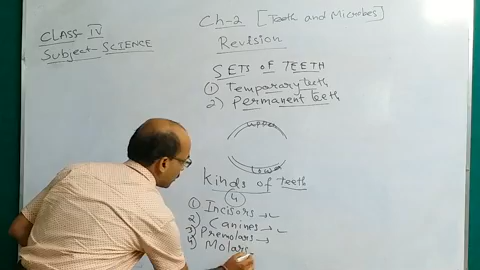 CLASS-IV
Subject-SCIENCE
Ch-2 [Teeth and Microbes]
Revision
SETS OF TEETH
① Temporary teeth
2) Permanent teeth
upper
Lower
Kinds of teeth
④
① Incisors
2) Canines
3) Premolars
4) Molars